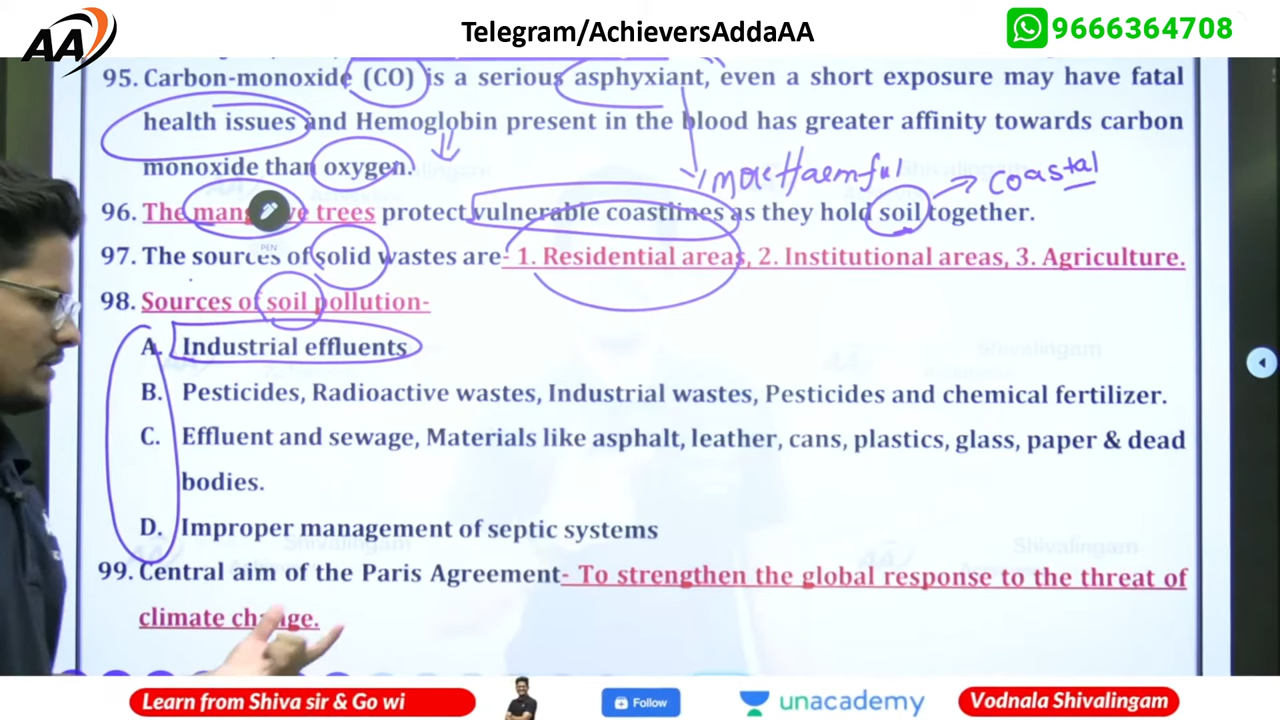 AA
Telegram/AchieversAddaAA
9666364708
95. Carbon-monoxide (CO) is a serious asphyxiant, even a short exposure may have fatal
health issues and Hemoglobin present in the blood has greater affinity towards carbon
monoxide than oxygen.
more Haemful
coastal
96. The mangrove trees protect vulnerable coastlines as they hold soil together.
PEN
97. The sources of solid wastes are- 1. Residential areas, 2. Institutional areas, 3. Agriculture.
98. Sources of soil pollution-
A. Industrial effluents
Shivalingam
B. Pesticides, Radioactive wastes, Industrial wastes, Pesticides and chemical fertilizer.
C. Effluent and sewage, Materials like asphalt, leather, cans, plastics, glass, paper & dead
bodies.
D. Improper management of septic systems
Shivalingam
Shivalingam
99. Central aim of the Paris Agreement- To strengthen the global response to the threat of
climate change.
Learn from Shiva sir & Go wi
Follow
unacademy
Vodnala Shivalingam